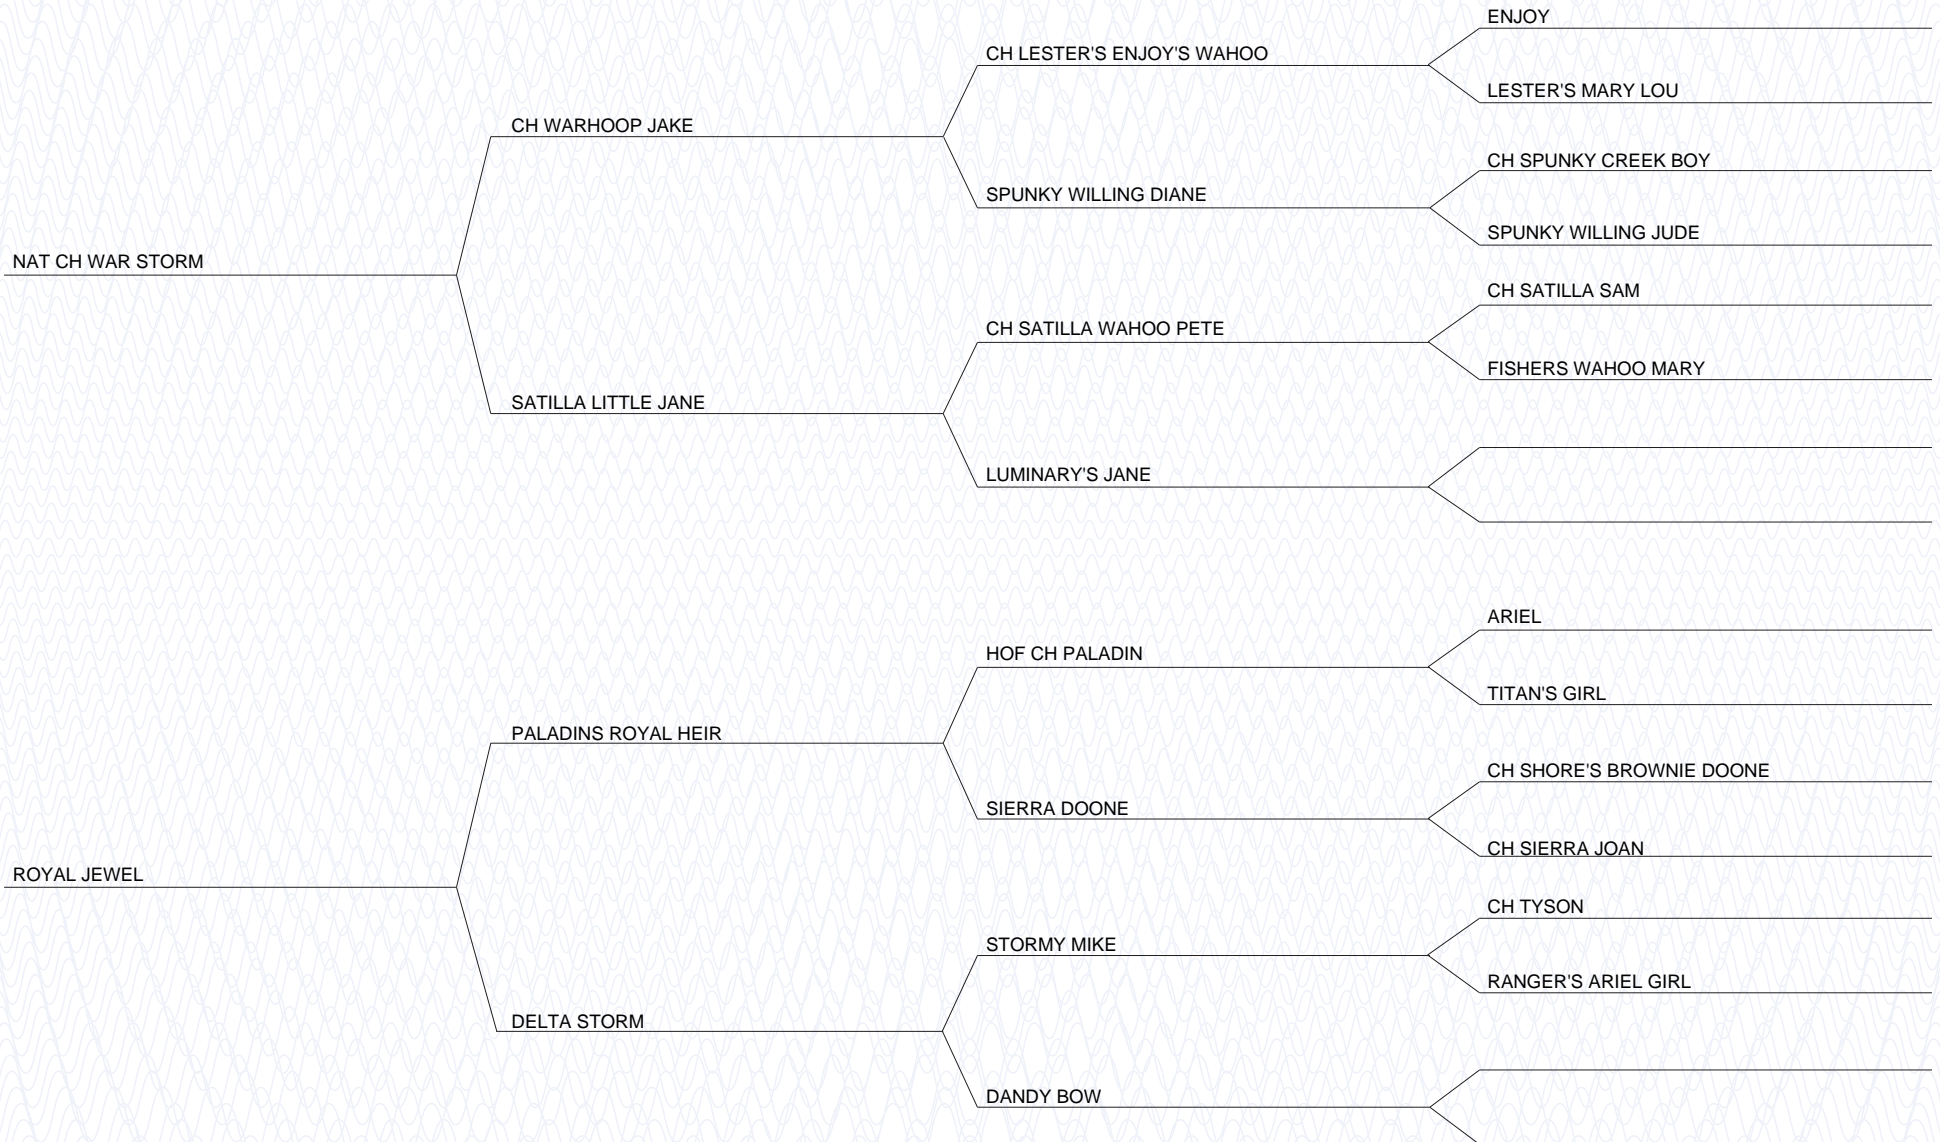 ENJOY
CH LESTER'S ENJOY'S WAHOO
LESTER'S MARY LOU
CH WARHOOP JAKE
CH SPUNKY CREEK BOY
SPUNKY WILLING DIANE
SPUNKY WILLING JUDE
NAT CH WAR STORM
CH SATILLA SAM
CH SATILLA WAHOO PETE
FISHERS WAHOO MARY
SATILLA LITTLE JANE
LUMINARY'S JANE
ARIEL
HOF CH PALADIN
TITAN'S GIRL
PALADINS ROYAL HEIR
CH SHORE'S BROWNIE DOONE
SIERRA DOONE
CH SIERRA JOAN
ROYAL JEWEL
CH TYSON
STORMY MIKE
RANGER'S ARIEL GIRL
DELTA STORM
DANDY BOW